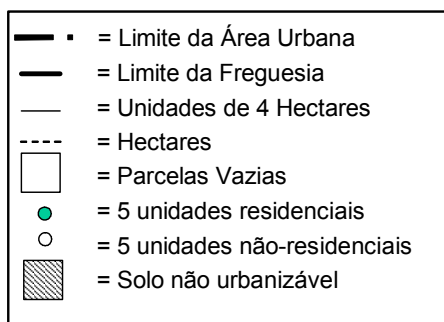 = Limite da Área Urbana
= Limite da Freguesia
= Unidades de 4 Hectares
= Hectares
= Parcelas Vazias
= 5 unidades residenciais
= 5 unidades não-residenciais
= Solo não urbanizável